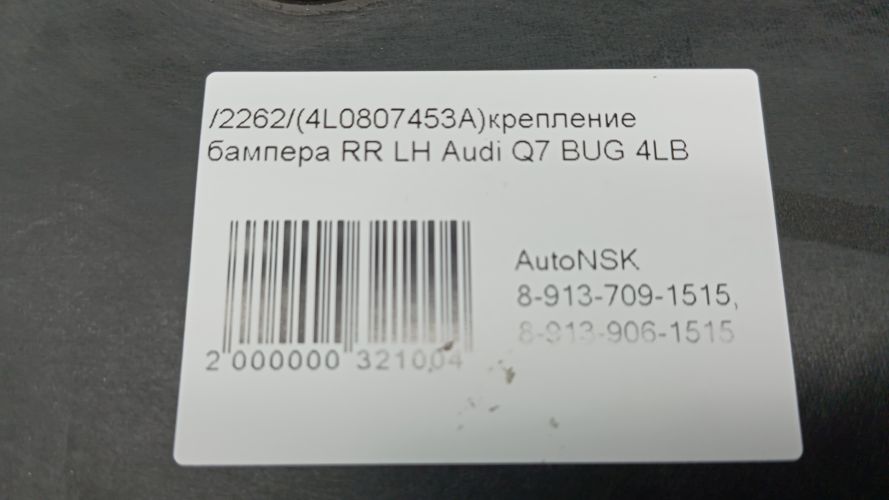 /2262/(4L0807453A)крепление
бампера RR LH Audi Q7 BUG 4LB
AutoNSK
8-913-709-1515,
8-913-906-1515
2 000000 321004